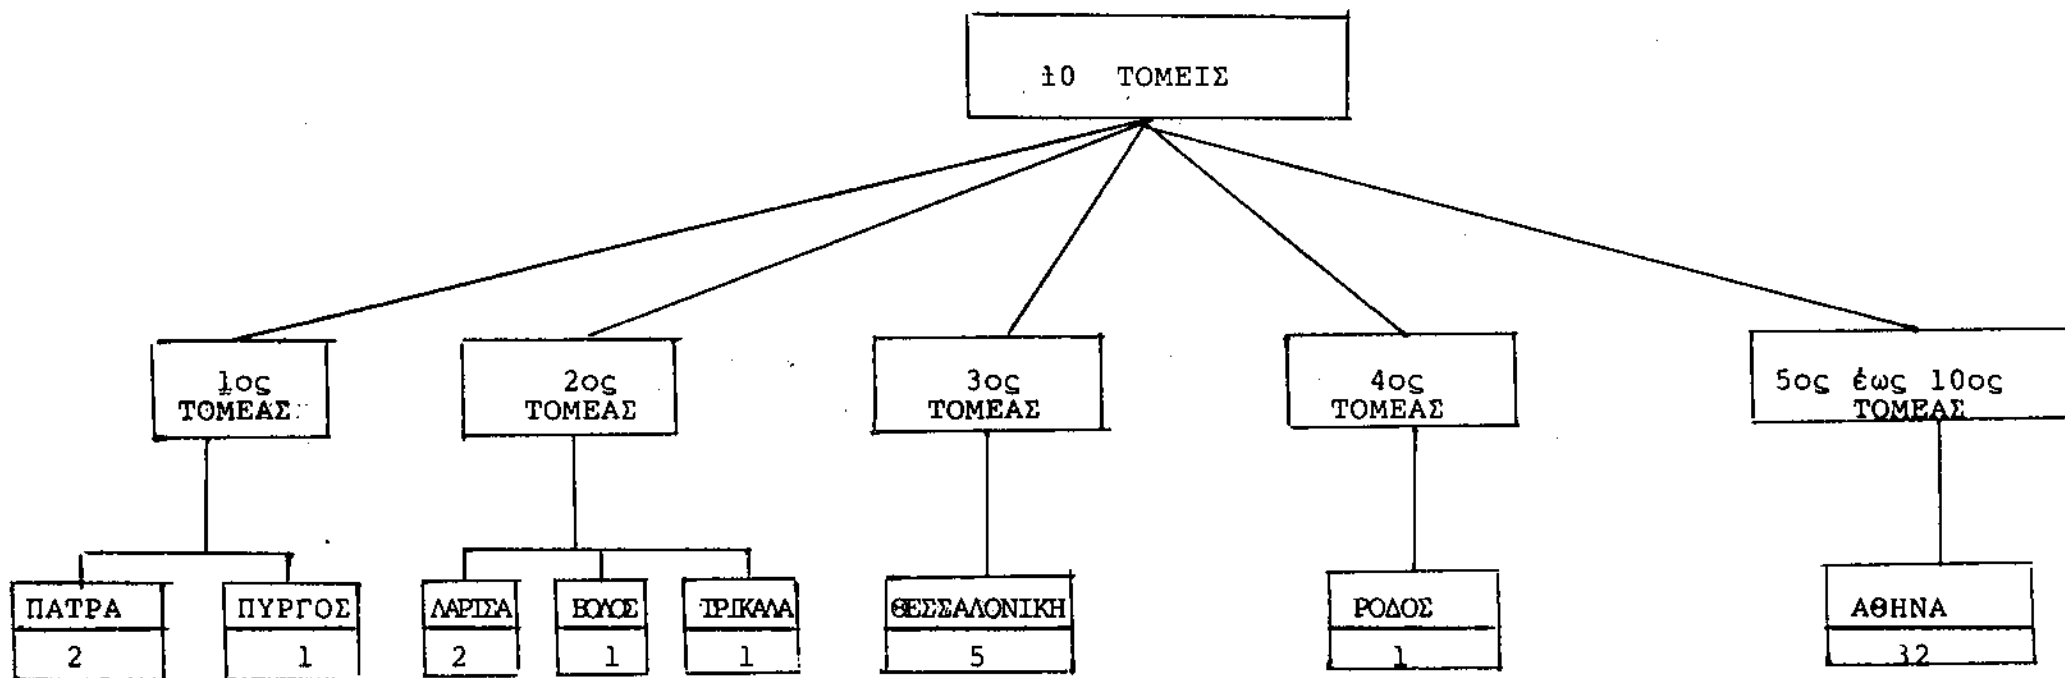 10 ΤΟΜΕΙΣ
1ος
ΤΟΜΕΑΣ
2ος
ΤΟΜΕΑΣ
3ος
ΤΟΜΕΑΣ
4ος
ΤΟΜΕΑΣ
5ος έως 10ος
ΤΟΜΕΑΣ
ΠΑΤΡΑ
2
ΠΥΡΓΟΣ
1
ΛΑΡΙΣΑ
2
ΒΟΛΟΣ
1
ΤΡΙΚΑΛΑ
1
ΘΕΣΣΑΛΟΝΙΚΗ
5
ΡΟΔΟΣ
1
ΑΘΗΝΑ
32